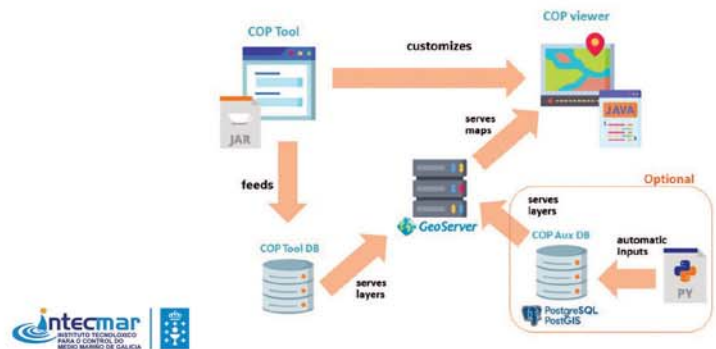 COP Tool
COP viewer
customizes
JAR
JAVA
serves
maps
feeds
Optional
GeoServer
serves
layers
COP Tool DB
COP Aux DB
automatic
inputs
serves
layers
PY
PostgreSQL
PostGIS
intecmar
INSTITUTO TECNOLÓXICO
PARA O CONTROL DO
MEDIO MARIÑO DE GALICIA